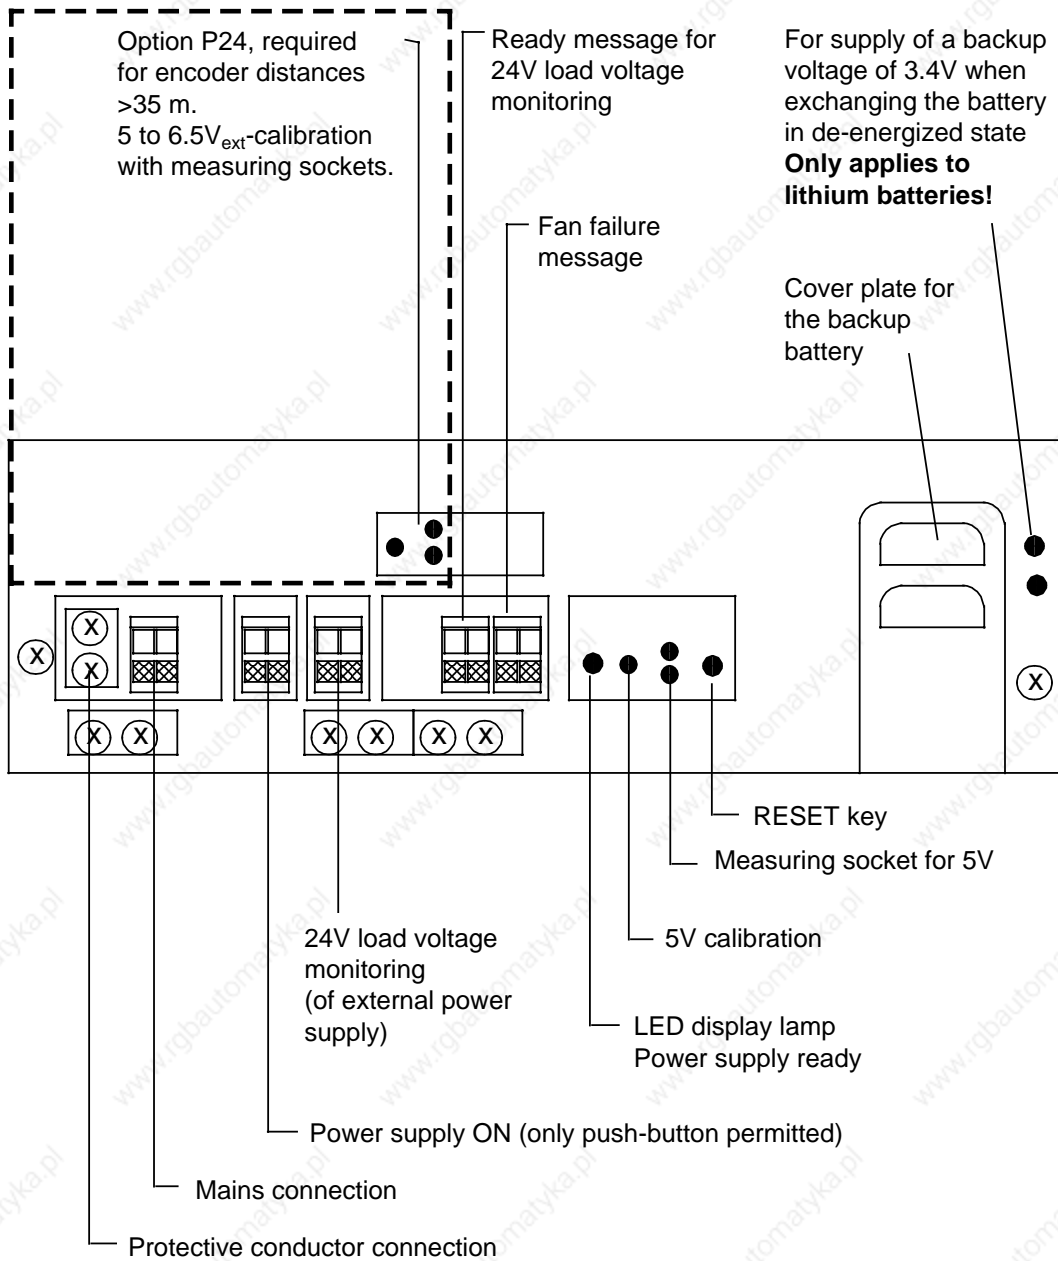 Option P24, required
for encoder distances
>35 m.
5 to 6.5Vext-calibration
with measuring sockets.
Ready message for
24V load voltage
monitoring
For supply of a backup
voltage of 3.4V when
exchanging the battery
in de-energized state
Only applies to
lithium batteries!
Fan failure
message
Cover plate for
the backup
battery
X
X
X
X
X X
X X X X
RESET key
Measuring socket for 5V
5V calibration
24V load voltage
monitoring
(of external power
supply)
LED display lamp
Power supply ready
Power supply ON (only push-button permitted)
Mains connection
Protective conductor connection
www.rgbautomatyka.pl